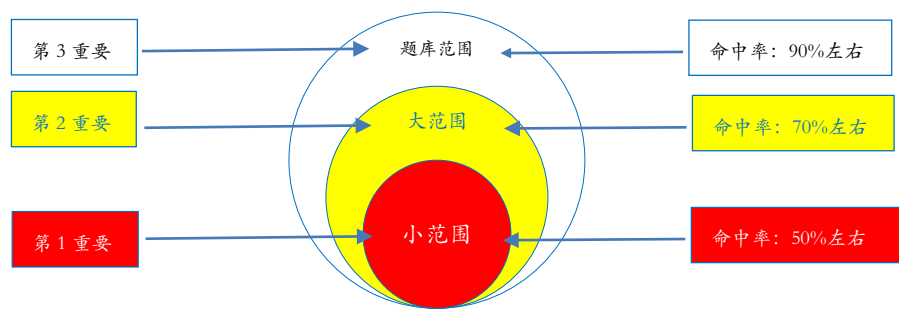 第 3 重要
题库范围
命中率：90%左右
第 2 重要
大范围
命中率：70%左右
第 1 重要
小范围
命中率：50%左右